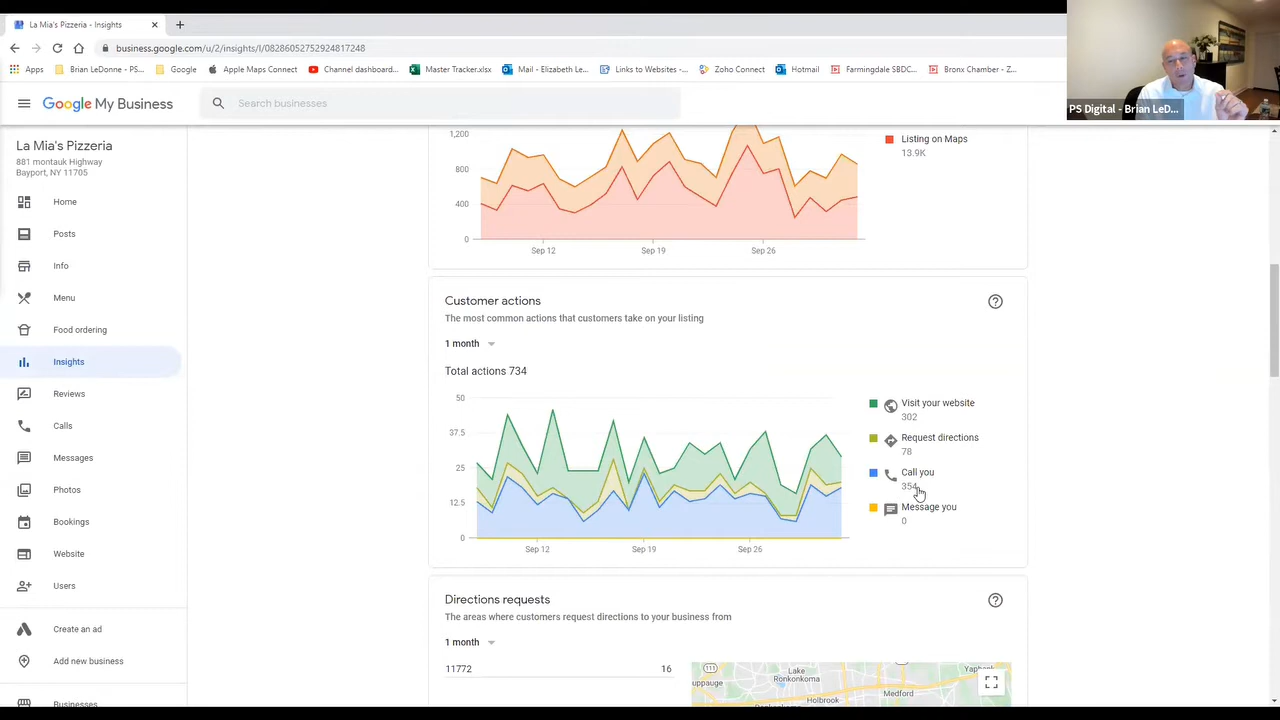 La Mia's Pizzeria - Insights
business.google.com/u/2/insights/l/08286052752924817248
Apps
Brian LeDonne - PS...
Google
Apple Maps Connect
Channel dashboard...
Master Tracker.xlsx
Mail - Elizabeth Le...
Links to Websites -...
Zoho Connect
Hotmail
Farmingdale SBDC...
Bronx Chamber - Z...
PS Digital - Brian LeD...
Google My Business
Search businesses
La Mia's Pizzeria
881 montauk Highway
Bayport, NY 11705
Home
Posts
Info
Menu
Food ordering
Insights
Reviews
Calls
Messages
Photos
Bookings
Website
Users
Create an ad
Add new business
Businesses
1,200
800
400
0
Sep 12
Sep 19
Sep 26
Listing on Maps
13.9K
Customer actions
The most common actions that customers take on your listing
1 month
Total actions 734
50
37.5
25
12.5
0
Sep 12
Sep 19
Sep 26
Visit your website
302
Request directions
78
Call you
354
Message you
0
Directions requests
The areas where customers request directions to your business from
1 month
11772 16
111
Lake
Ronkonkoma
uppauge
Holbrook
Medford
Yaphank